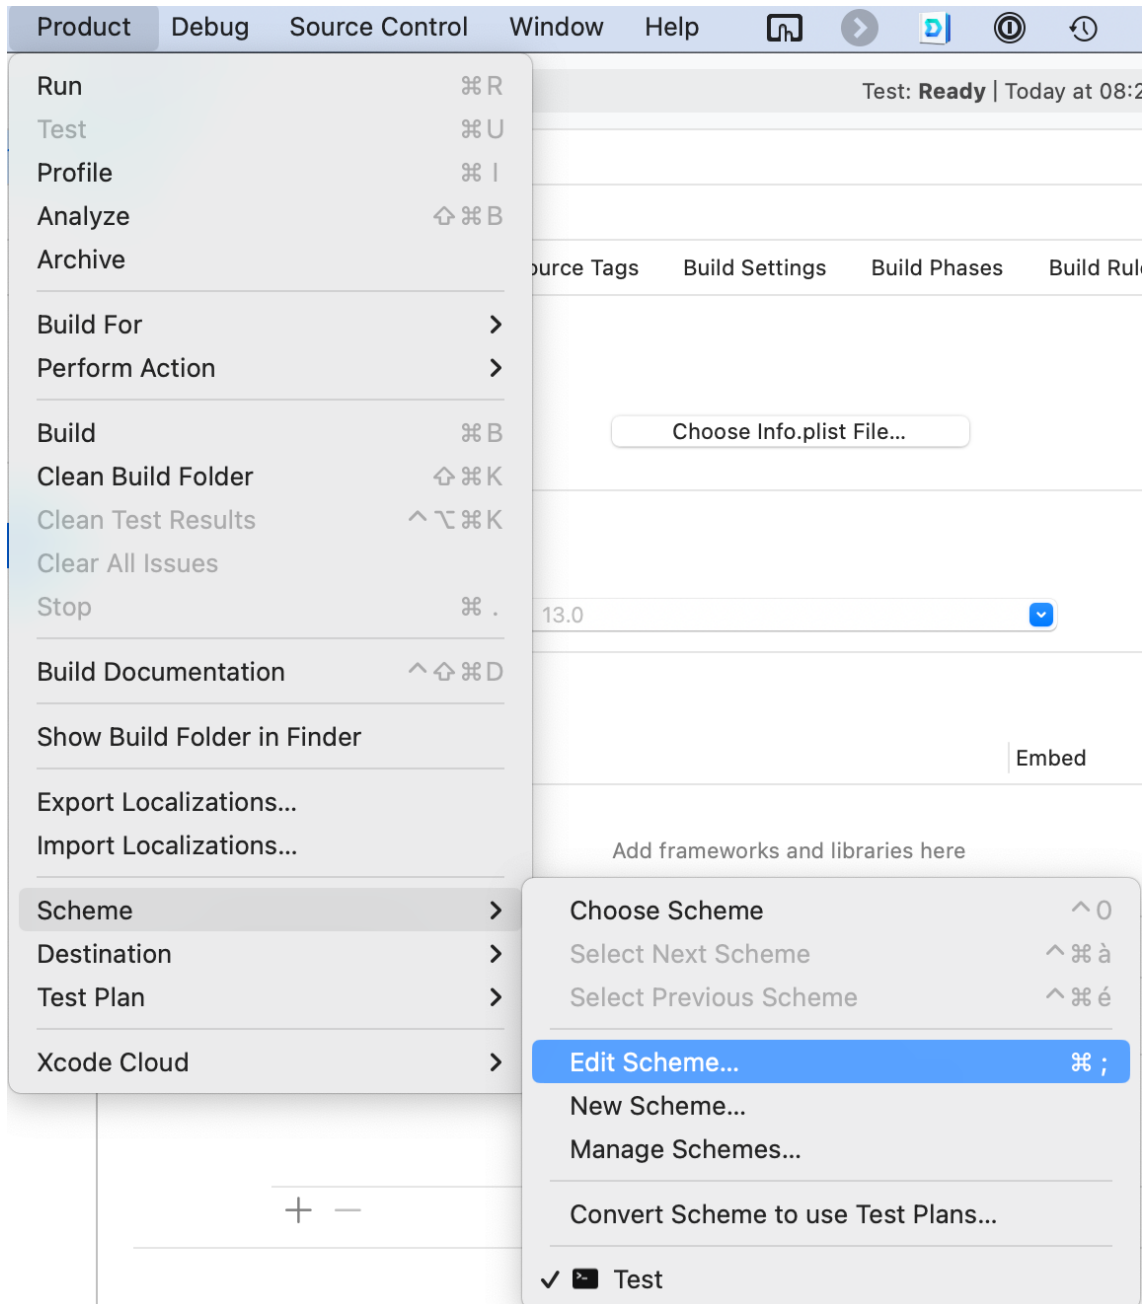 Product Debug Source Control Window Help
Test: Ready | Today at 08:2
Run ⌘ R
Test ⌘ U
Profile ⌘ I
Analyze ⇧ ⌘ B
Archive
ource Tags Build Settings Build Phases Build Rul
Build For
Perform Action
Build ⌘ B
Choose Info.plist File...
Clean Build Folder ⇧ ⌘ K
Clean Test Results ^ ⌥ ⌘ K
Clear All Issues
Stop ⌘ .
13.0
Build Documentation ^ ⇧ ⌘ D
Show Build Folder in Finder
Embed
Export Localizations...
Import Localizations...
Add frameworks and libraries here
Scheme
Destination
Test Plan
Xcode Cloud
Choose Scheme ^ 0
Select Next Scheme ^ ⌘ à
Select Previous Scheme ^ ⌘ é
Edit Scheme... ⌘ ;
New Scheme...
Manage Schemes...
Convert Scheme to use Test Plans...
✓ Test